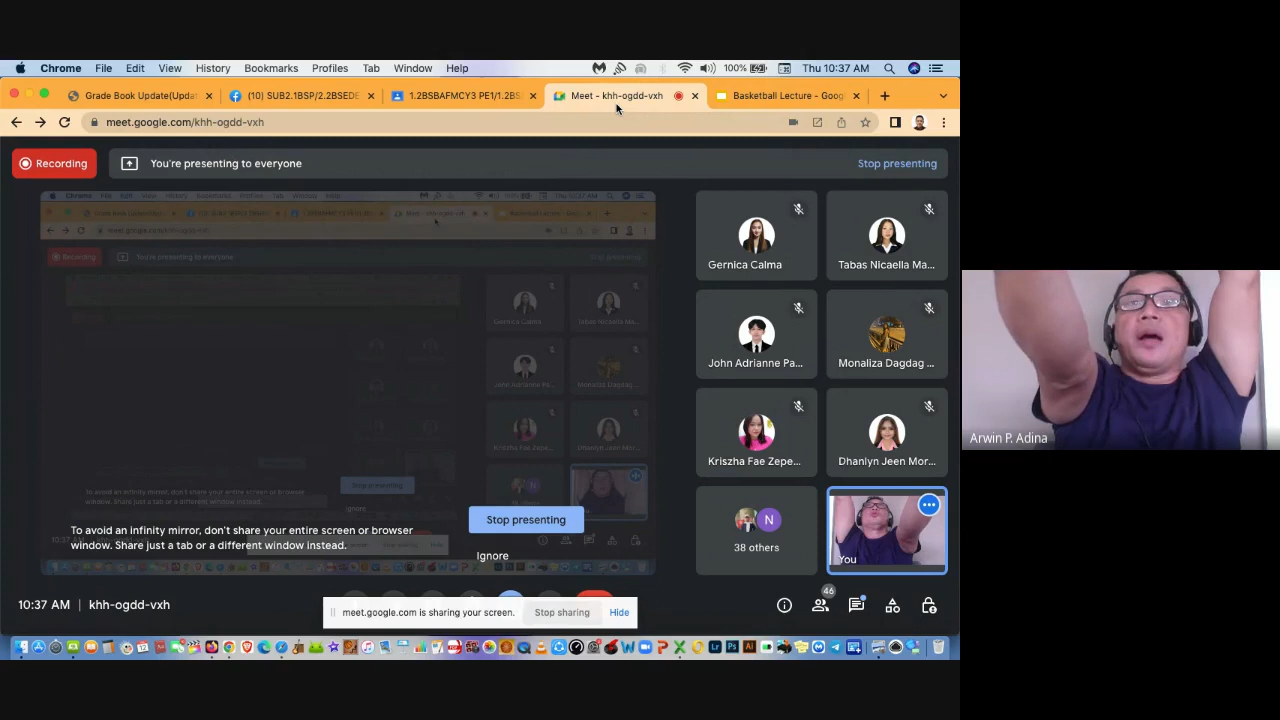 Chrome File Edit View History Bookmarks Profiles Tab Window Help 100% Thu 10:37 AM
Grade Book Update(Upda (10) SUB2.1BSP/2.2BSEDE 1.2BSBAFMCY3 PE1/1.2BS Meet - khh-ogdd-vxh Basketball Lecture - Goog
meet.google.com/khh-ogdd-vxh
Recording You're presenting to everyone Stop presenting
Gernica Calma Tabas Nicaella Ma...
John Adrianne Pa... Monaliza Dagdag ...
Kriszha Fae Zepe... Dhanlyn Jeen Mor...
Arwin P. Adina
N
38 others You
To avoid an infinity mirror, don't share your entire screen or browser
window. Share just a tab or a different window instead.
Stop presenting
Ignore
10:37 AM | khh-ogdd-vxh
46
meet.google.com is sharing your screen. Stop sharing Hide